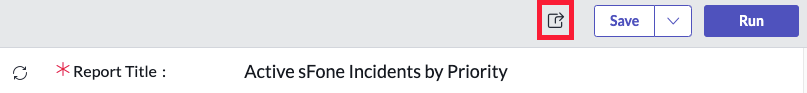 Save Run
*Report Title : Active sFone Incidents by Priority